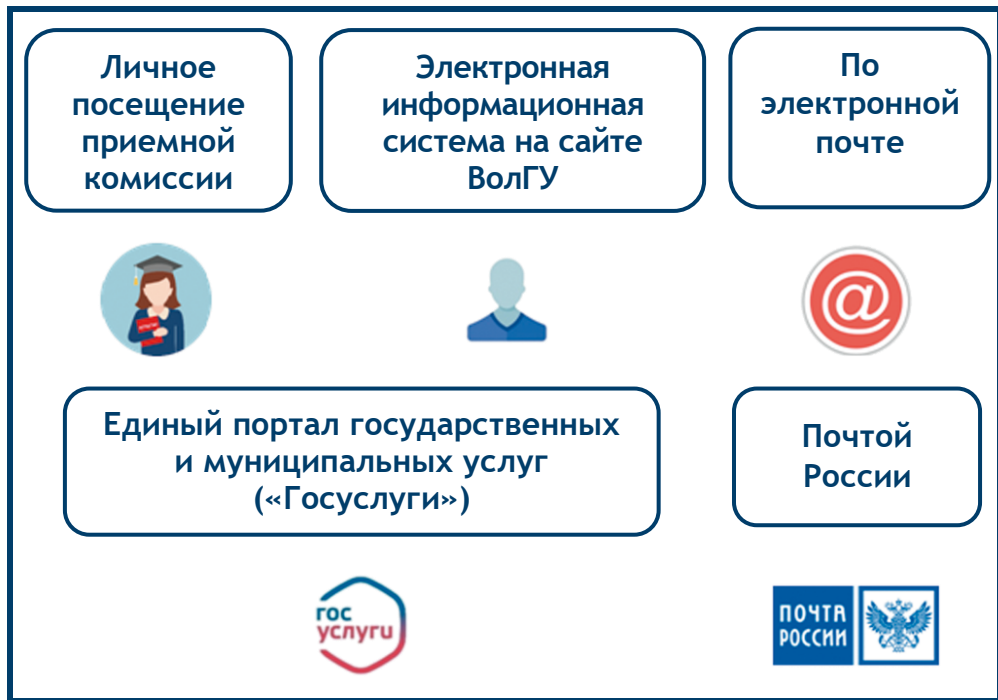 Личное
посещение
приемной
комиссии
Электронная
информационная
система на сайте
ВолГУ
По
электронной
почте
@
Единый портал государственных
и муниципальных услуг
(«Госуслуги»)
Почтой
России
гос
услуги
ПОЧТА
РОССИИ